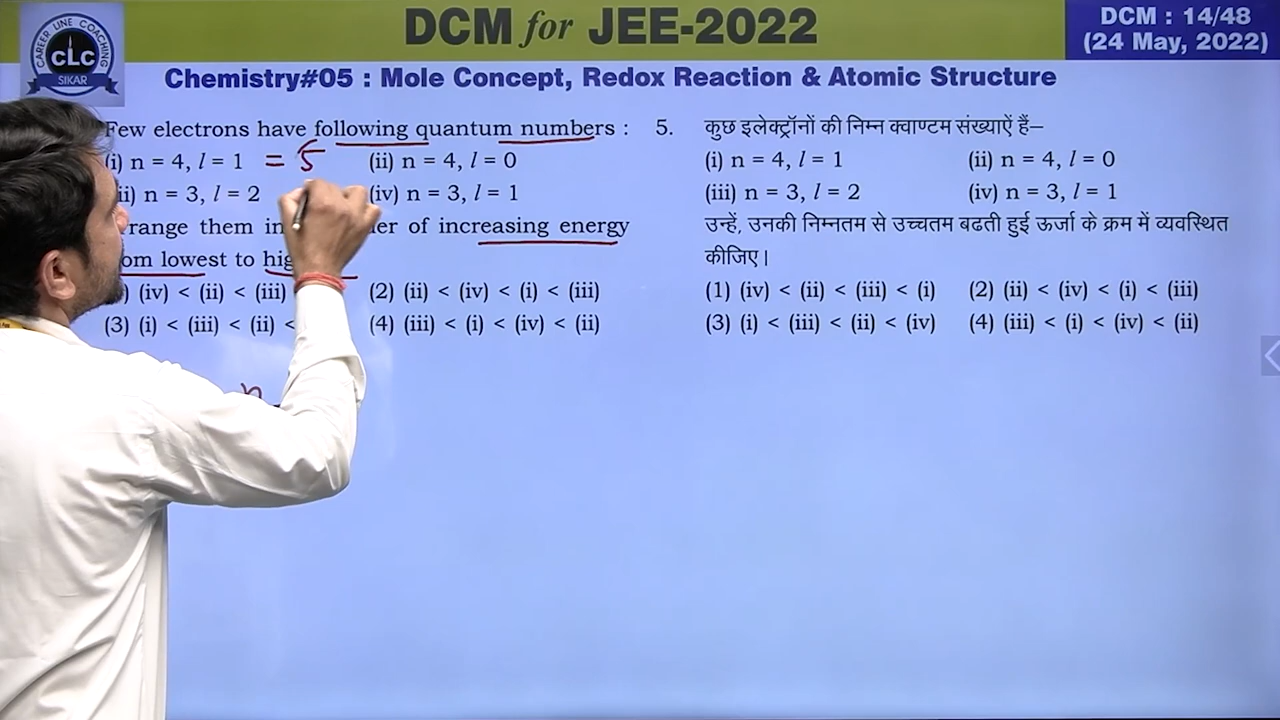 DCM for JEE-2022
DCM : 14/48
(24 May, 2022)
CAREER LINE COACHING
CLC
SIKAR
Chemistry#05 : Mole Concept, Redox Reaction & Atomic Structure
Few electrons have following quantum numbers :
(i) n = 4, l = 1 = 5 (ii) n = 4, l = 0
ii) n = 3, l = 2 (iv) n = 3, l = 1
range them in er of increasing energy
om lowest to hig
) (iv) < (ii) < (iii) (2) (ii) < (iv) < (i) < (iii)
(3) (i) < (iii) < (ii) < (4) (iii) < (i) < (iv) < (ii)
n
5. कुछ इलेक्ट्रॉनों की निम्न क्वाण्टम संख्याऐं हैं–
(i) n = 4, l = 1 (ii) n = 4, l = 0
(iii) n = 3, l = 2 (iv) n = 3, l = 1
उन्हें, उनकी निम्नतम से उच्चतम बढती हुई ऊर्जा के क्रम में व्यवस्थित
कीजिए।
(1) (iv) < (ii) < (iii) < (i) (2) (ii) < (iv) < (i) < (iii)
(3) (i) < (iii) < (ii) < (iv) (4) (iii) < (i) < (iv) < (ii)